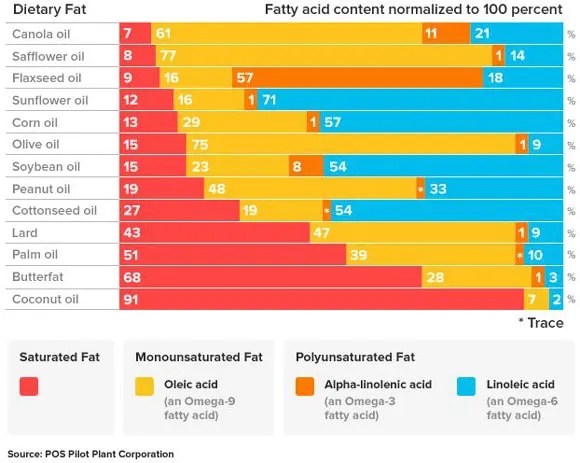 Dietary Fat Fatty acid content normalized to 100 percent
Canola oil 7 61 11 21 %
Safflower oil 8 77 1 14 %
Flaxseed oil 9 16 57 18 %
Sunflower oil 12 16 1 71 %
Corn oil 13 29 1 57 %
Olive oil 15 75 1 9 %
Soybean oil 15 23 8 54 %
Peanut oil 19 48 * 33 %
Cottonseed oil 27 19 * 54 %
Lard 43 47 1 9 %
Palm oil 51 39 * 10 %
Butterfat 68 28 1 3 %
Coconut oil 91 7 2 %
* Trace
Saturated Fat Monounsaturated Fat Polyunsaturated Fat
Oleic acid Alpha-linolenic acid Linoleic acid
(an Omega-9 (an Omega-3 (an Omega-6
fatty acid) fatty acid) fatty acid)
Source: POS Pilot Plant Corporation